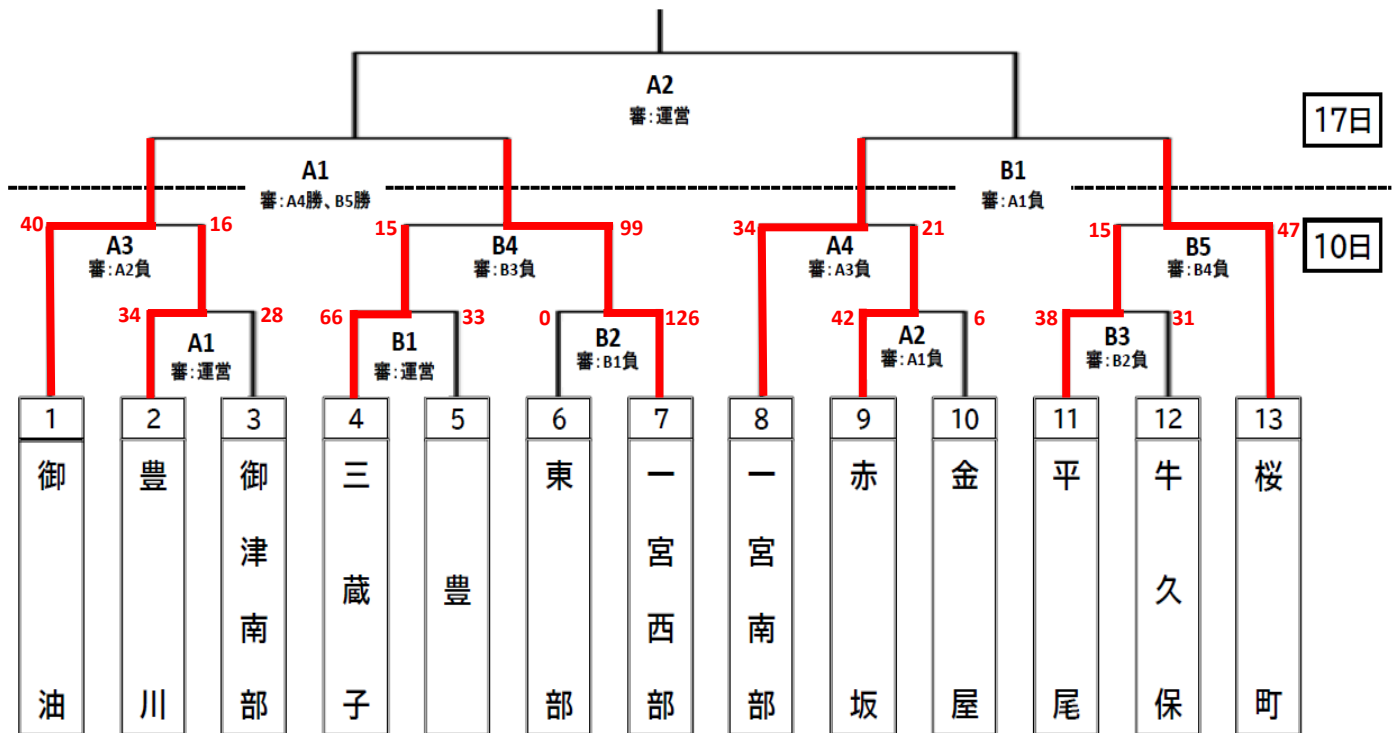 A2
審:運営
17日
A1
審:A4勝、B5勝
B1
審:A1負
40
16
15
99
34
21
15
47
A3
審:A2負
B4
審:B3負
A4
審:A3負
B5
審:B4負
10日
34
28
66
33
0
126
42
6
38
31
A1
審:運営
B1
審:運営
B2
審:B1負
A2
審:A1負
B3
審:B2負
1
2
3
4
5
6
7
8
9
10
11
12
13
御油
豊川
御津南部
三蔵子
豊
東部
一宮西部
一宮南部
赤坂
金屋
平尾
牛久保
桜町